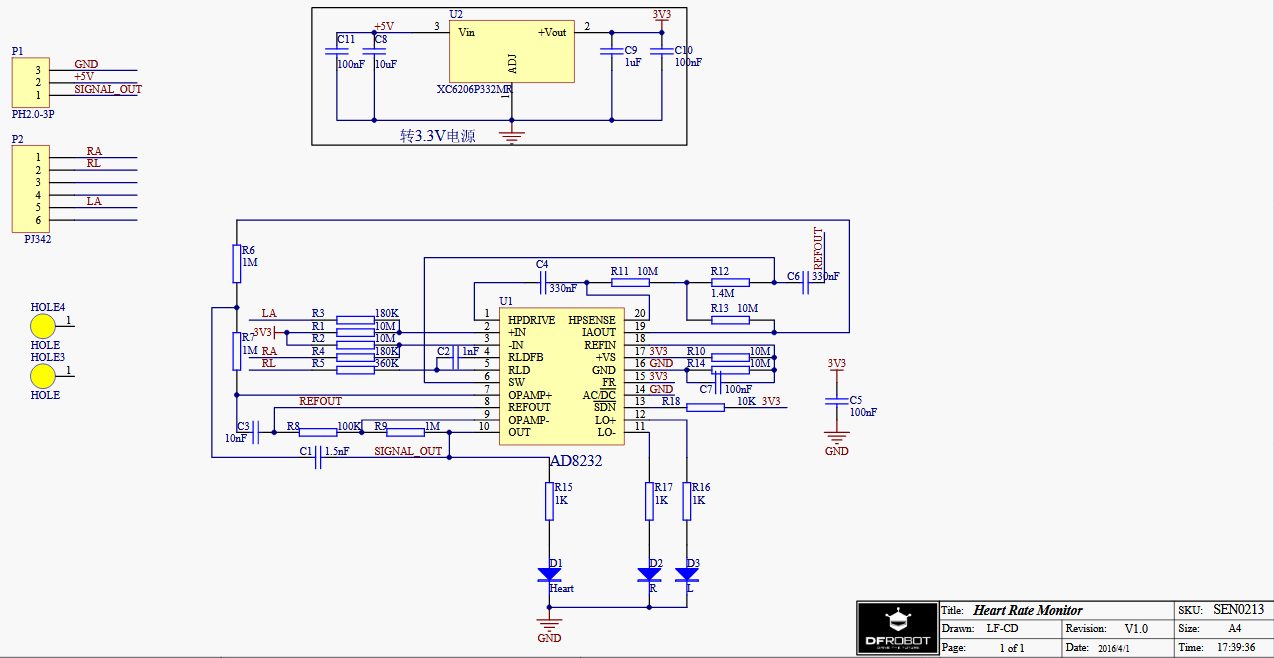 P1
3 GND
2 +5V
1 SIGNAL_OUT
PH2.0-3P
P2
1 RA
2 RL
3
4
5 LA
6
PJ342
HOLE4
1
HOLE
HOLE3
1
HOLE
U2
+5V 3 Vin +Vout 2 3V3
C11 C8 C9 C10
100nF 10uF 1uF 100nF
ADJ
1
XC6206P332MR
转3.3V电源
REFOUT
R6
1M
C4 R11 10M R12 C6 330nF
330nF 1.4M
R13 10M
U1
LA R3 180K 1 HPDRIVE HPSENSE 20
3V3 R1 10M 2 +IN IAOUT 19
R7 R2 10M 3 -IN REFIN 18
1M RA R4 180K C2 1nF 4 RLDFB +VS 17 3V3 R10 10M
RL R5 360K 5 RLD GND 16 GND R14 10M
6 SW FR 15 3V3
C7 100nF
7 OPAMP+ AC/DC 14 GND
REFOUT 8 REFOUT SDN 13 R18 10K 3V3
9 OPAMP- LO+ 12
C3 R8 100K R9 1M 10 OUT LO- 11
10nF
C1 1.5nF SIGNAL_OUT
AD8232
3V3
C5
100nF
GND
R15 R17 R16
1K 1K 1K
D1 D2 D3
Heart R L
GND
DFROBOT
Title: Heart Rate Monitor SKU: SEN0213
Drawn: LF-CD Revision: V1.0 Size: A4
Page: 1 of 1 Date: 2016/4/1 Time: 17:39:36